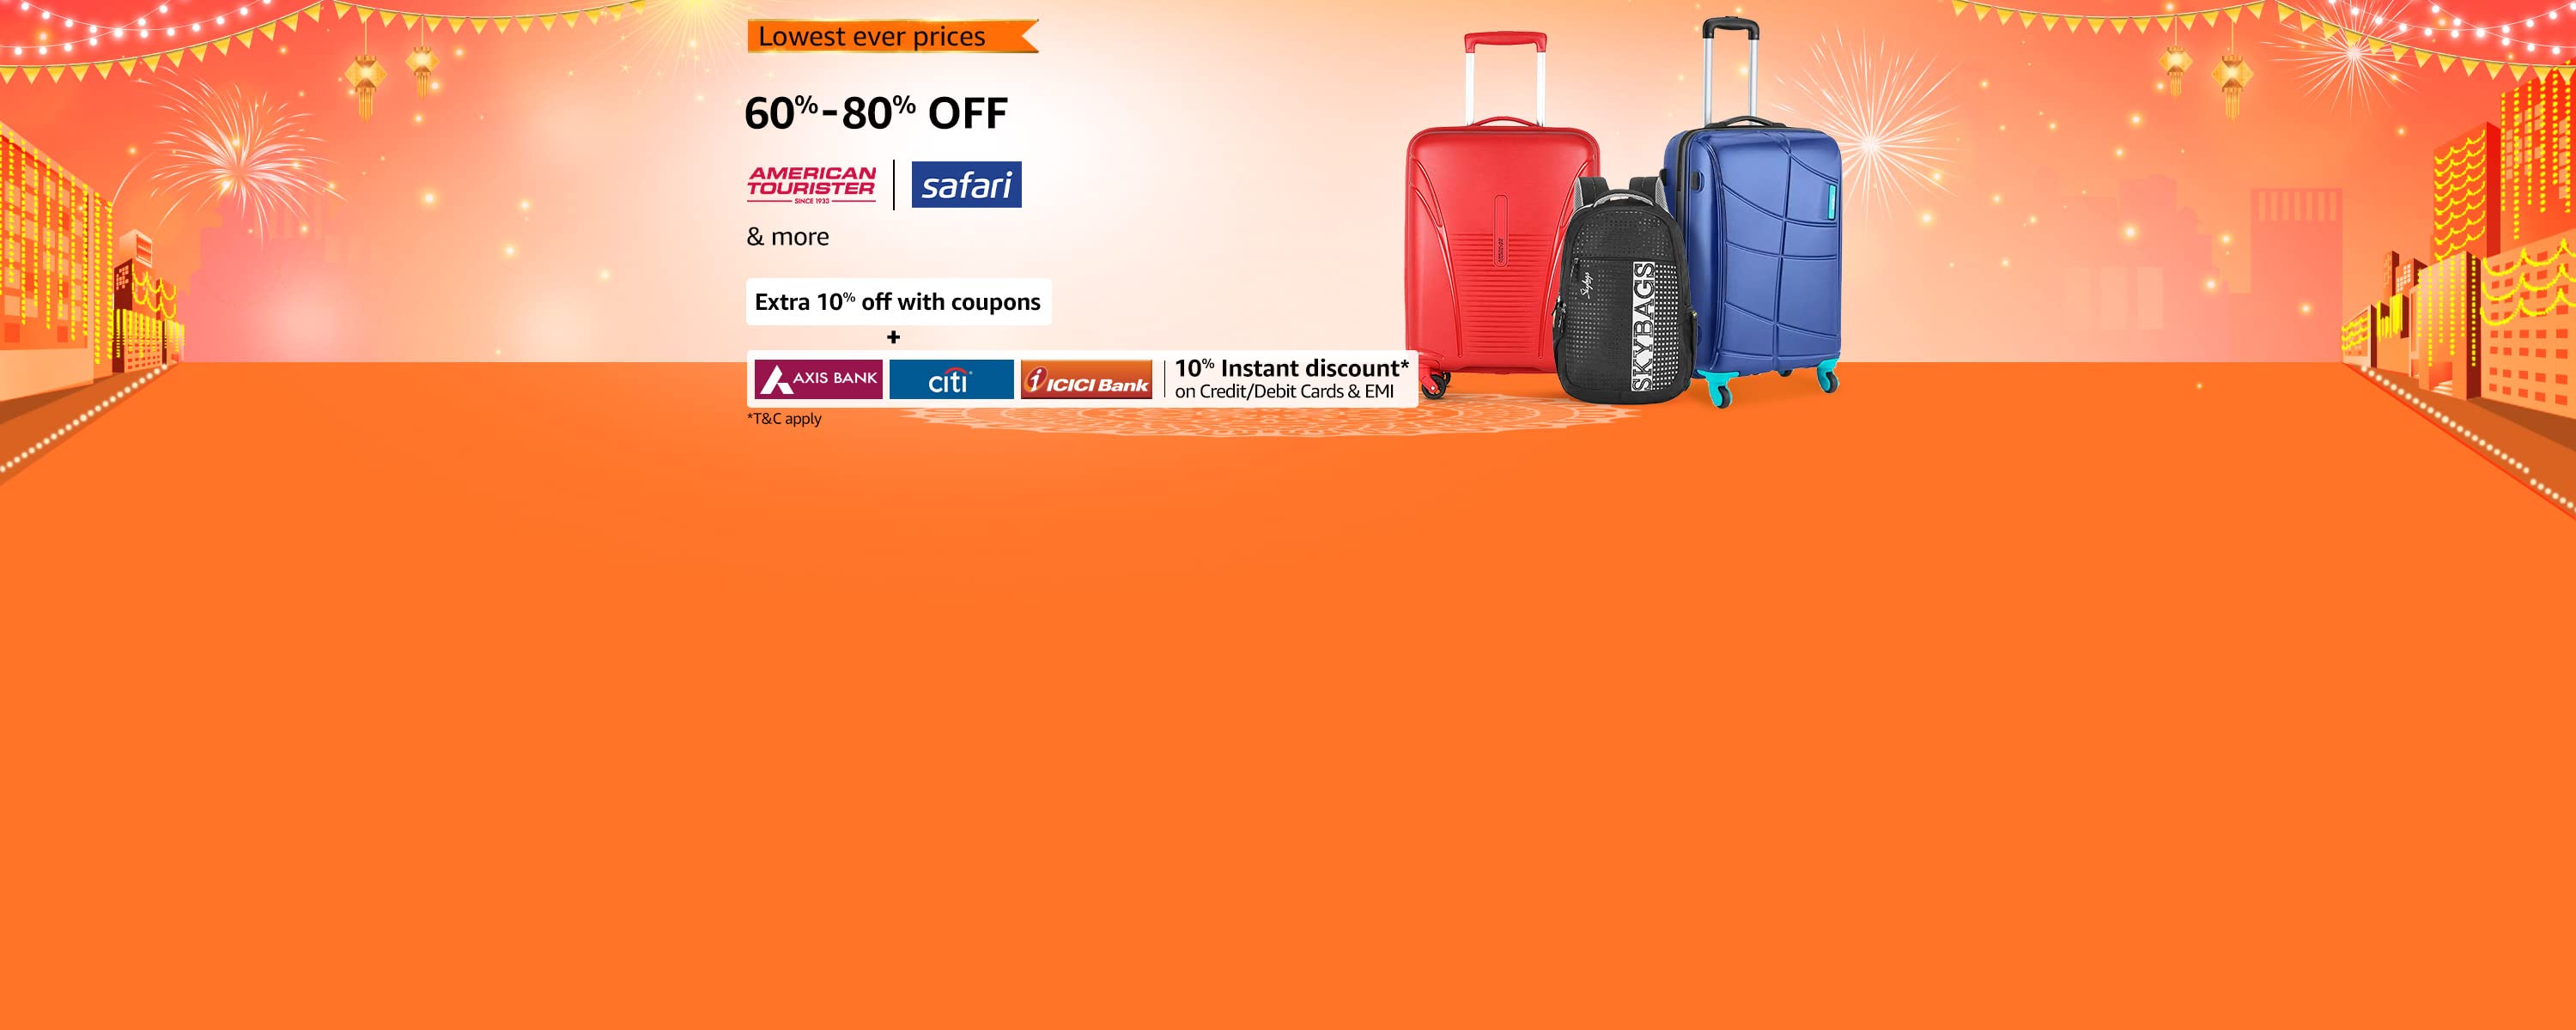 Lowest ever prices
60%-80% OFF
AMERICAN
TOURISTER
SINCE 1933
safari
& more
Extra 10% off with coupons
+
AXIS BANK
citi
ICICI Bank
10% Instant discount*
on Credit/Debit Cards & EMI
*T&C apply
Skybags
SKYBAGS